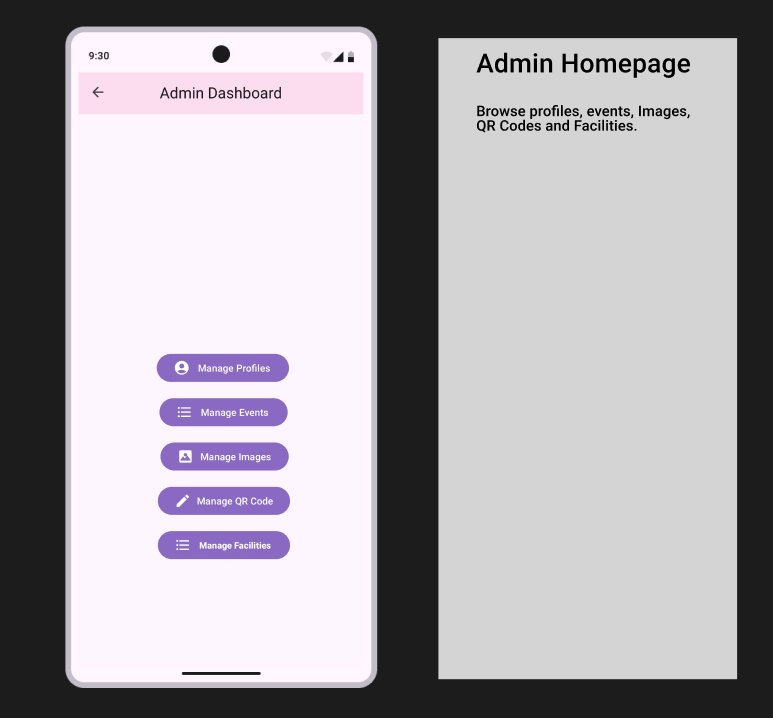 9:30
Admin Dashboard
Manage Profiles
Manage Events
Manage Images
Manage QR Code
Manage Facilities
Admin Homepage
Browse profiles, events, Images,
QR Codes and Facilities.